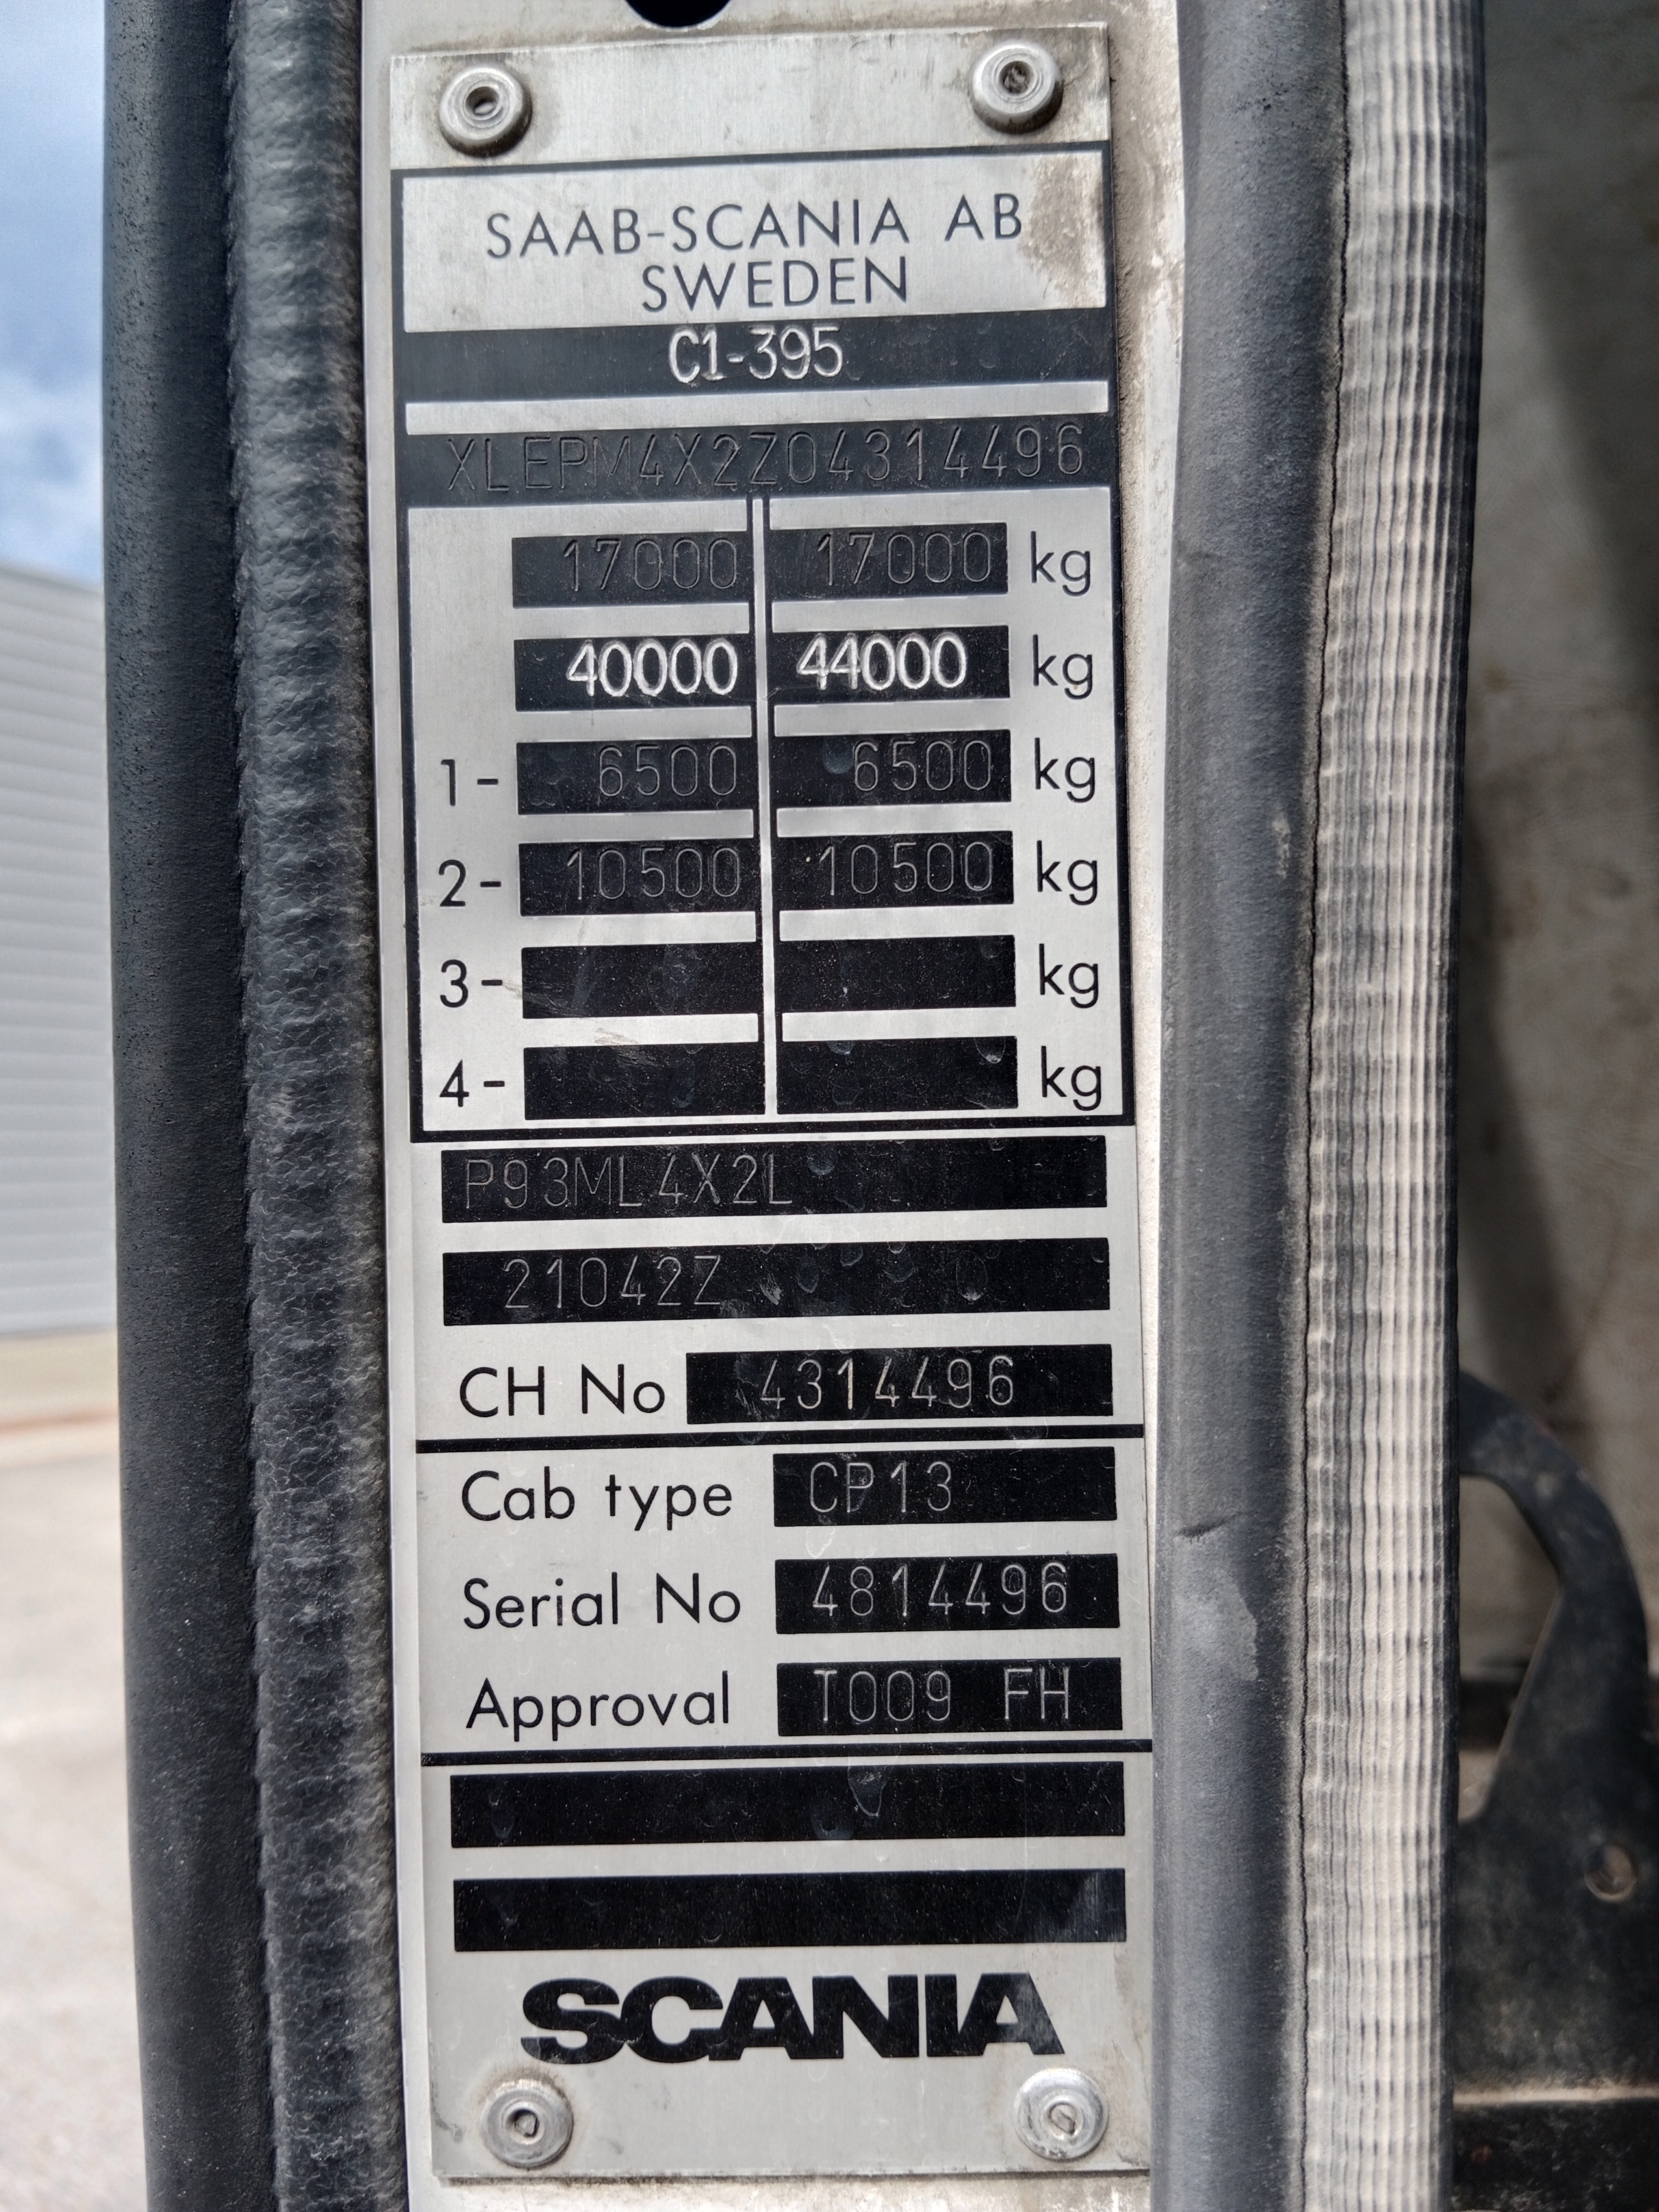 SAAB-SCANIA AB
SWEDEN
C1-395
XLEPM4X2Z04314496
17000 17000 kg
40000 44000 kg
1- 6500 6500 kg
2- 10500 10500 kg
3- kg
4- kg
P93ML4X2L
21042Z
CH No 4314496
Cab type CP13
Serial No 4814496
Approval T009 FH
SCANIA